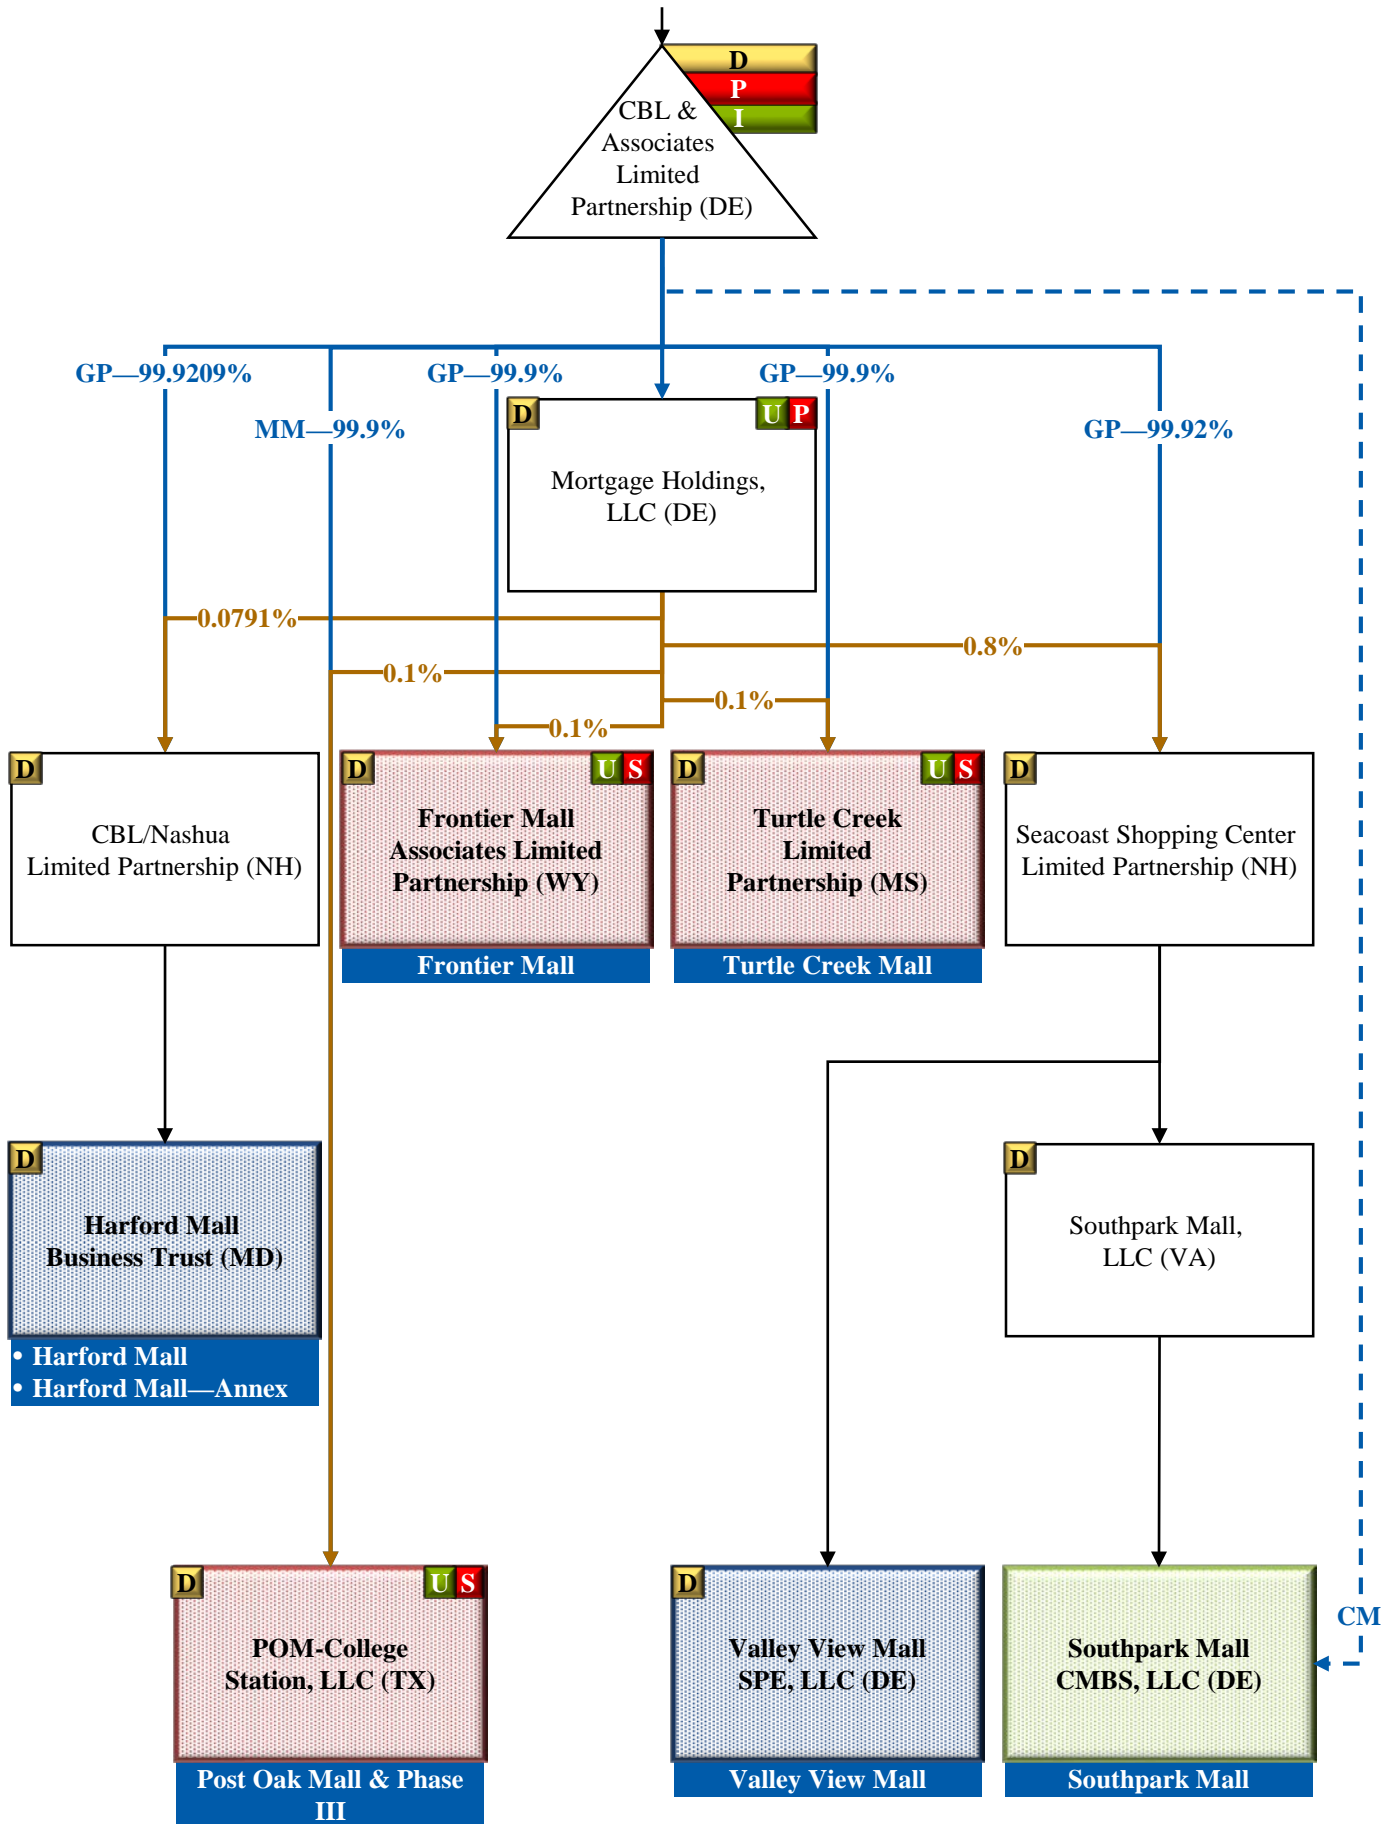 D
P
I
CBL &
Associates
Limited
Partnership (DE)
GP—99.9209%
GP—99.9%
GP—99.9%
MM—99.9%
GP—99.92%
D
U P
Mortgage Holdings,
LLC (DE)
0.0791%
0.8%
0.1%
0.1%
0.1%
D
CBL/Nashua
Limited Partnership (NH)
D
U S
Frontier Mall
Associates Limited
Partnership (WY)
Frontier Mall
D
U S
Turtle Creek
Limited
Partnership (MS)
Turtle Creek Mall
D
Seacoast Shopping Center
Limited Partnership (NH)
D
Harford Mall
Business Trust (MD)
• Harford Mall
• Harford Mall—Annex
D
Southpark Mall,
LLC (VA)
D
U S
POM-College
Station, LLC (TX)
Post Oak Mall & Phase
III
D
Valley View Mall
SPE, LLC (DE)
Valley View Mall
Southpark Mall
CMBS, LLC (DE)
Southpark Mall
CM